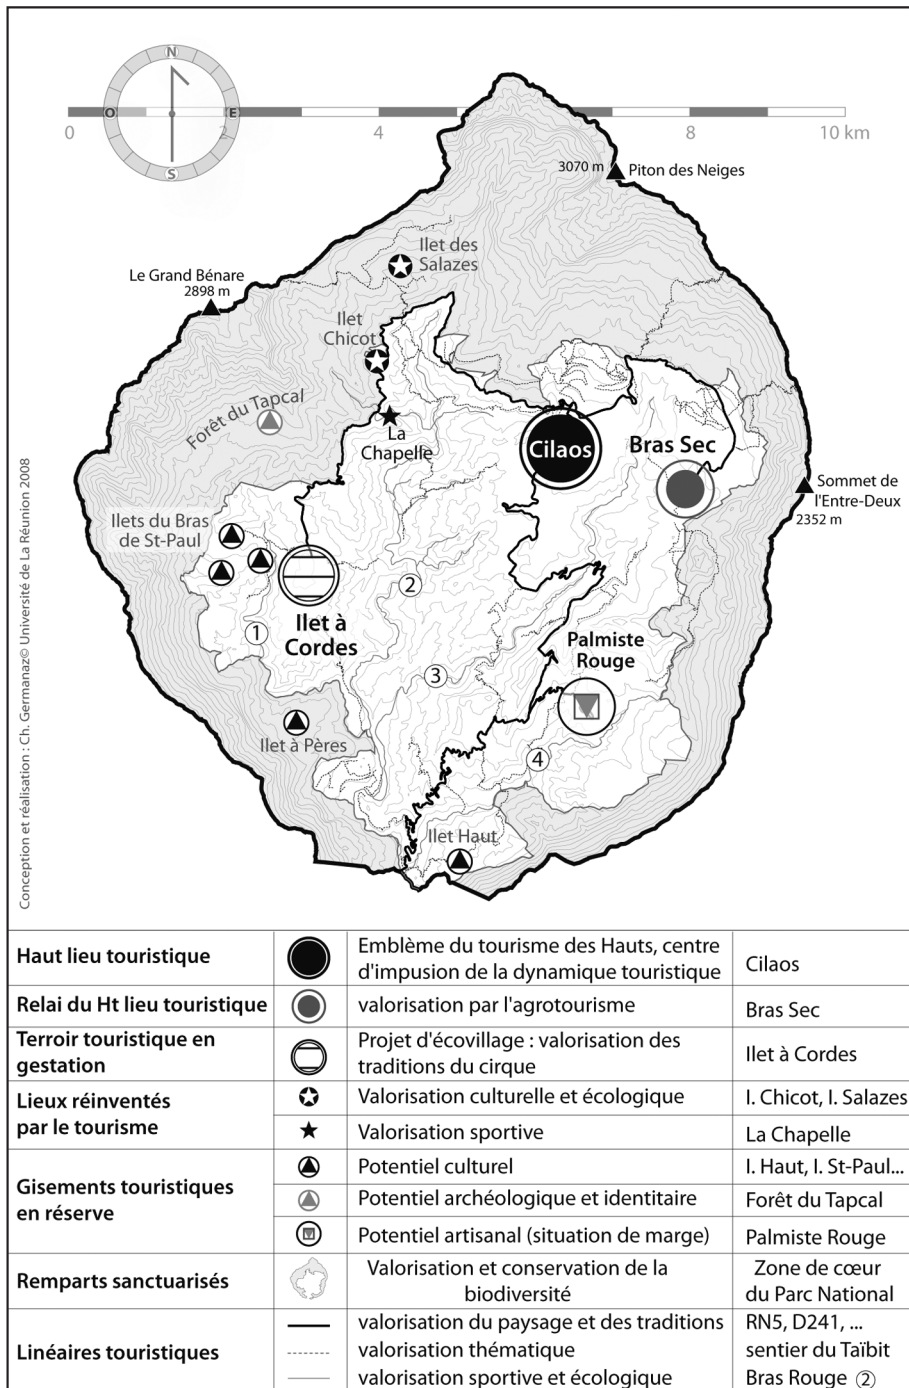 N
O
E
S
0
2
4
8
10 km
3070 m
Piton des Neiges
Ilet des
Salazes
Le Grand Bénare
2898 m
Ilet
Chicot
Forêt du Tapcal
La
Chapelle
Cilaos
Bras Sec
Sommet de
l'Entre-Deux
2352 m
Ilets du Bras
de St-Paul
Ilet à
Cordes
1
2
3
4
Palmiste
Rouge
Ilet à Pères
Ilet Haut
Conception et réalisation : Ch. Germanaz© Université de La Réunion 2008
Haut lieu touristique
Emblème du tourisme des Hauts, centre
d'impusion de la dynamique touristique
Cilaos
Relai du Ht lieu touristique
valorisation par l'agrotourisme
Bras Sec
Terroir touristique en
gestation
Projet d'écovillage : valorisation des
traditions du cirque
Ilet à Cordes
Lieux réinventés
par le tourisme
Valorisation culturelle et écologique
I. Chicot, I. Salazes
Valorisation sportive
La Chapelle
Gisements touristiques
en réserve
Potentiel culturel
I. Haut, I. St-Paul...
Potentiel archéologique et identitaire
Forêt du Tapcal
Potentiel artisanal (situation de marge)
Palmiste Rouge
Remparts sanctuarisés
Valorisation et conservation de la
biodiversité
Zone de cœur
du Parc National
Linéaires touristiques
valorisation du paysage et des traditions
RN5, D241, ...
valorisation thématique
sentier du Taïbit
valorisation sportive et écologique
Bras Rouge 2